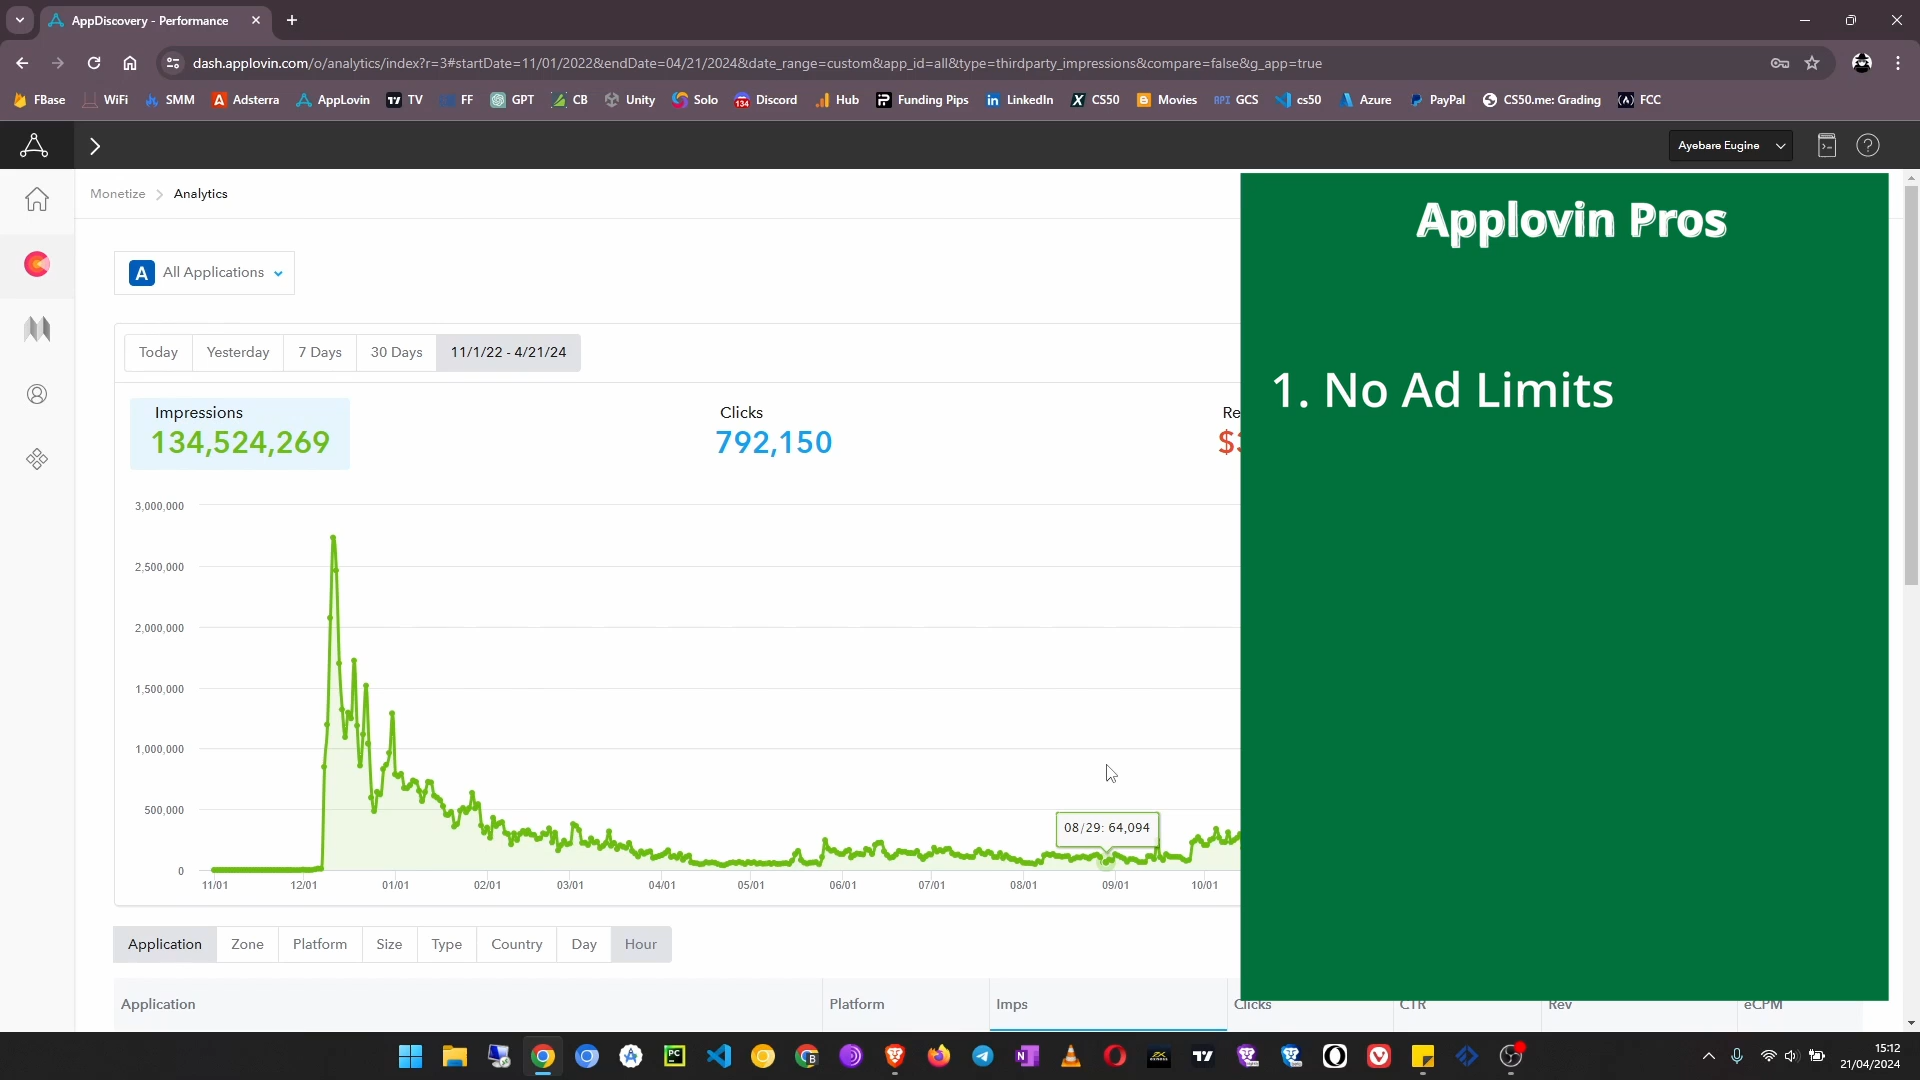 AppDiscovery - Performance
dash.applovin.com/o/analytics/index?r=3#startDate=11/01/2022&endDate=04/21/2024&date_range=custom&app_id=all&type=thirdparty_impressions&compare=false&g_app=true
FBase WiFi SMM Adsterra AppLovin TV FF GPT CB Unity Solo Discord Hub Funding Pips LinkedIn CS50 Movies GCS cs50 Azure PayPal CS50.me: Grading FCC
134
API
Ayebare Eugine
Monetize Analytics
Applovin Pros
A All Applications
Today Yesterday 7 Days 30 Days 11/1/22 - 4/21/24
1. No Ad Limits
Impressions Clicks Re
134,524,269 792,150
3,000,000
2,500,000
2,000,000
1,500,000
1,000,000
500,000
08/29: 64,094
0
11/01 12/01 01/01 02/01 03/01 04/01 05/01 06/01 07/01 08/01 09/01 10/01
Application Zone Platform Size Type Country Day Hour
Application Platform Imps Clicks CTR Rev eCPM
15:12
21/04/2024